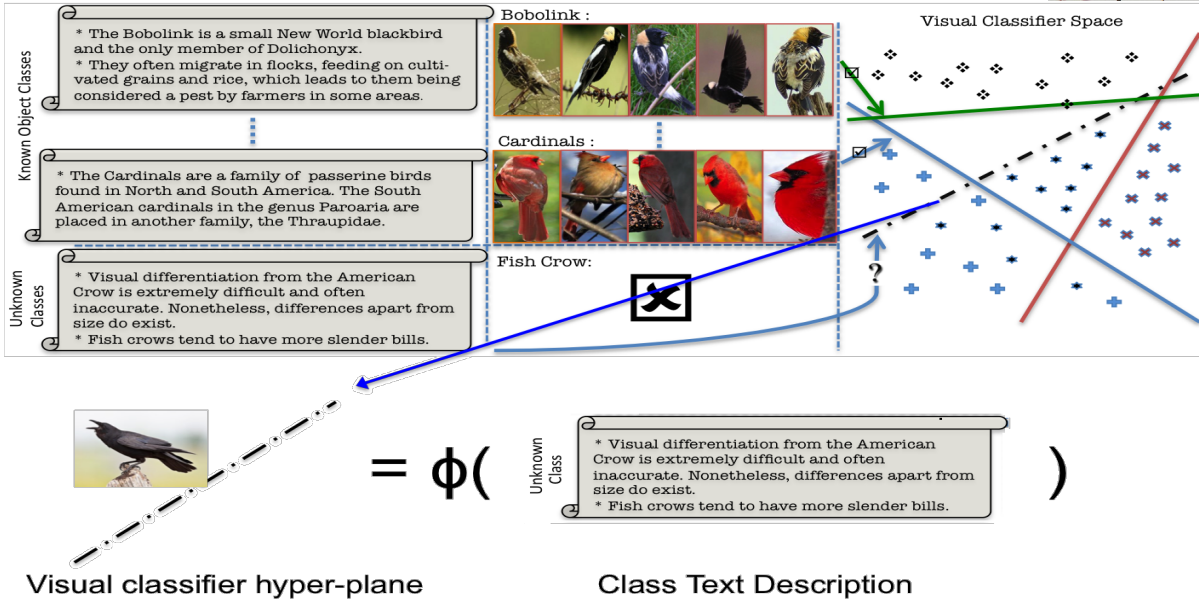 Known Object Classes
* The Bobolink is a small New World blackbird
and the only member of Dolichonyx.
* They often migrate in flocks, feeding on culti-
vated grains and rice, which leads to them being
considered a pest by farmers in some areas.
Bobolink :
Visual Classifier Space
* The Cardinals are a family of passerine birds
found in North and South America. The South
American cardinals in the genus Paroaria are
placed in another family, the Thraupidae.
Cardinals :
Unknown
Classes
* Visual differentiation from the American
Crow is extremely difficult and often
inaccurate. Nonetheless, differences apart from
size do exist.
* Fish crows tend to have more slender bills.
Fish Crow:
?
= ϕ(
Unknown
Class
* Visual differentiation from the American
Crow is extremely difficult and often
inaccurate. Nonetheless, differences apart from
size do exist.
* Fish crows tend to have more slender bills.
)
Visual classifier hyper-plane
Class Text Description